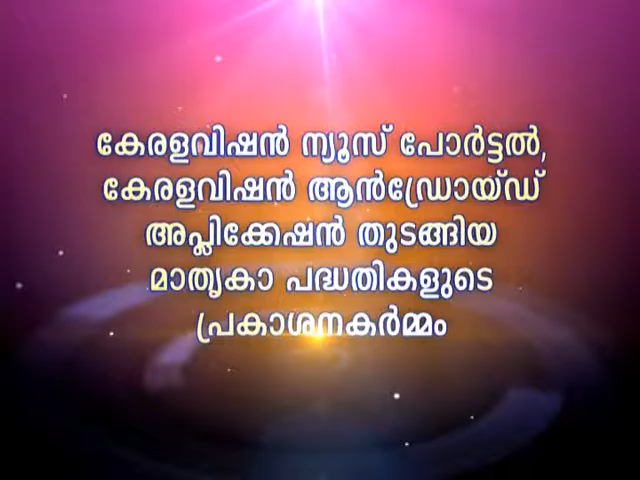 കേരളവിഷൻ ന്യൂസ് പോർട്ടൽ,
കേരളവിഷൻ ആൻഡ്രോയ്ഡ്
അപ്ലിക്കേഷൻ തുടങ്ങിയ
മാതൃകാ പദ്ധതികളുടെ
പ്രകാശനകർമ്മം